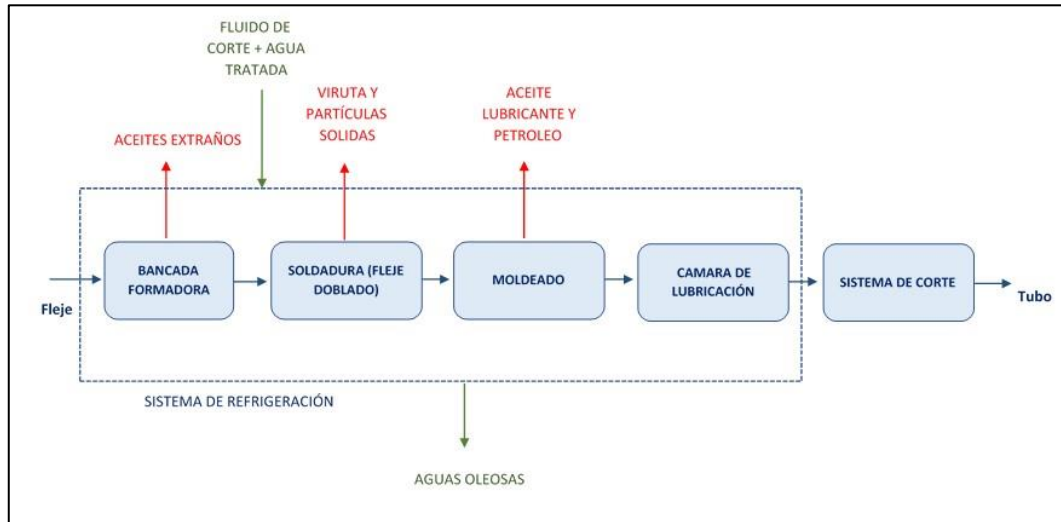 FLUIDO DE
CORTE + AGUA
TRATADA
VIRUTA Y
PARTÍCULAS
SOLIDAS
ACEITE
LUBRICANTE Y
PETROLEO
ACEITES EXTRAÑOS
Fleje
BANCADA
FORMADORA
SOLDADURA (FLEJE
DOBLADO)
MOLDEADO
CAMARA DE
LUBRICACIÓN
SISTEMA DE CORTE
Tubo
SISTEMA DE REFRIGERACIÓN
AGUAS OLEOSAS